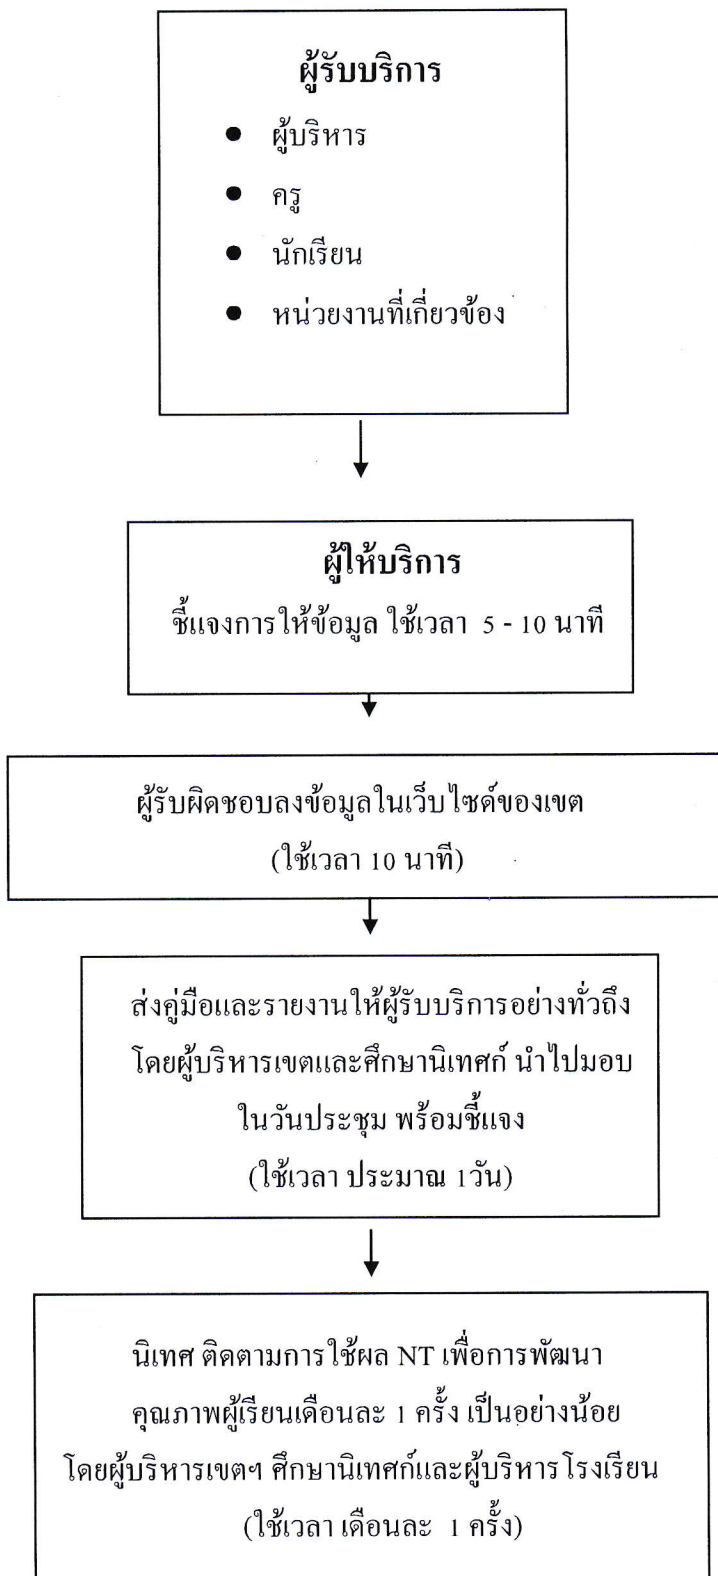 ผู้รับบริการ
● ผู้บริหาร
● ครู
● นักเรียน
● หน่วยงานที่เกี่ยวข้อง
ผู้ให้บริการ
ชี้แจงการให้ข้อมูล ใช้เวลา 5 - 10 นาที
ผู้รับผิดชอบลงข้อมูลในเว็บไซด์ของเขต
(ใช้เวลา 10 นาที)
ส่งคู่มือและรายงานให้ผู้รับบริการอย่างทั่วถึง
โดยผู้บริหารเขตและศึกษานิเทศก์ นำไปมอบ
ในวันประชุม พร้อมชี้แจง
(ใช้เวลา ประมาณ 1วัน)
นิเทศ ติดตามการใช้ผล NT เพื่อการพัฒนา
คุณภาพผู้เรียนเดือนละ 1 ครั้ง เป็นอย่างน้อย
โดยผู้บริหารเขตฯ ศึกษานิเทศก์และผู้บริหารโรงเรียน
(ใช้เวลา เดือนละ 1 ครั้ง)